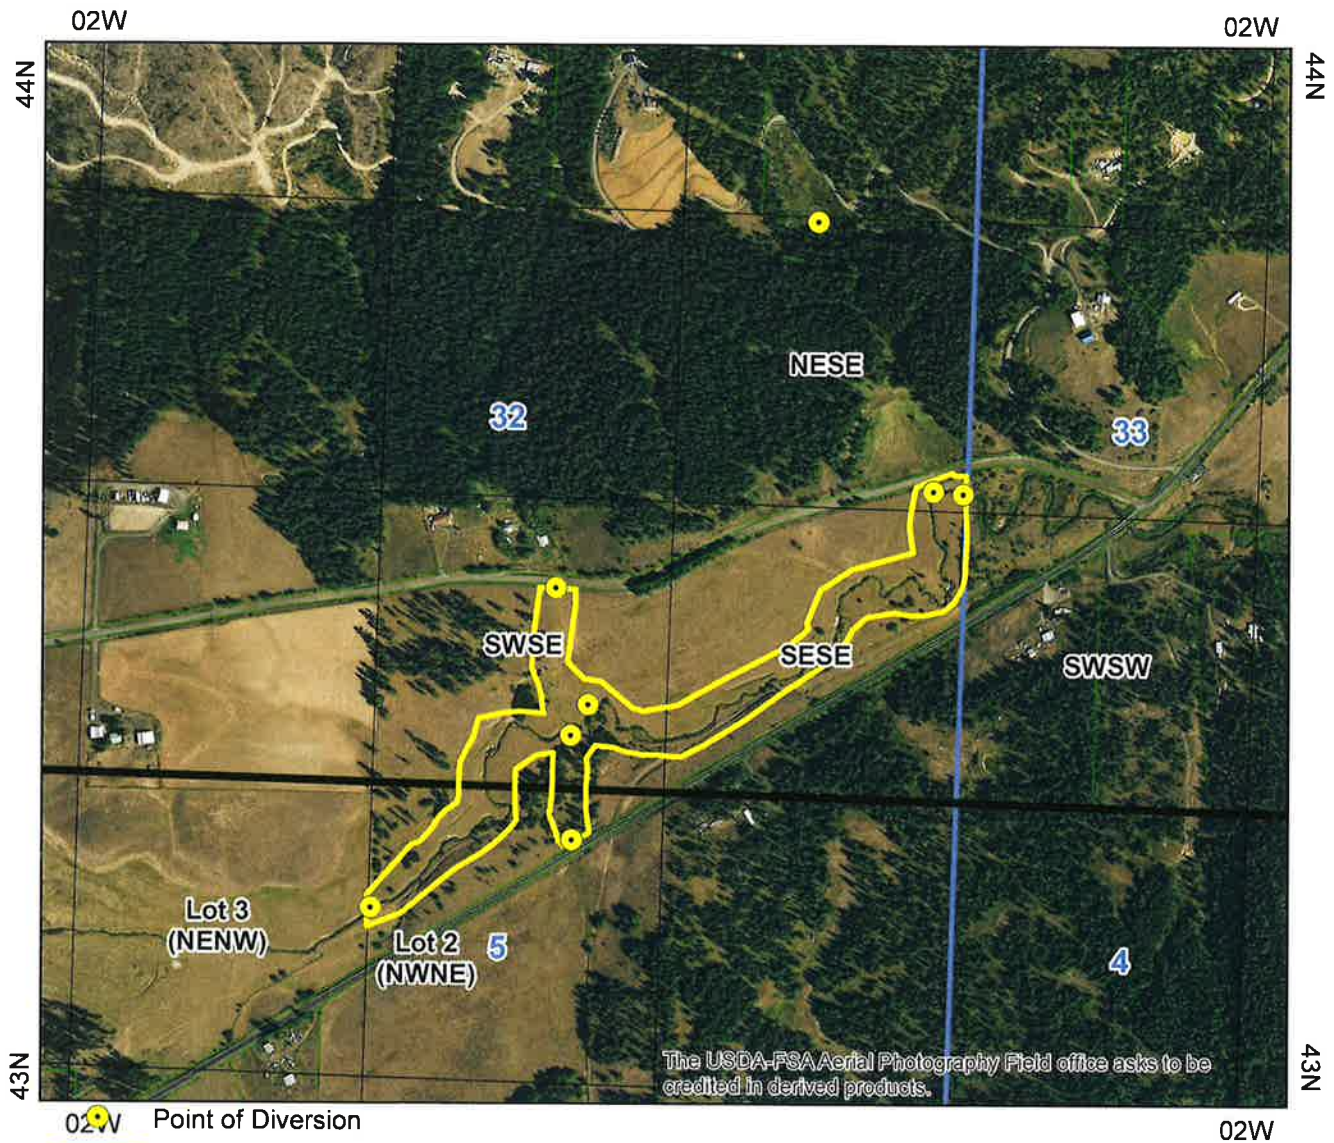 02W
02W
44N
44N
NESE
32
33
SWSE
SESE
SWSW
Lot 3
(NENW)
Lot 2
(NWNE)
5
4
The USDA-FSA Aerial Photography Field office asks to be
credited in derived products.
43N
43N
02W
Point of Diversion
02W